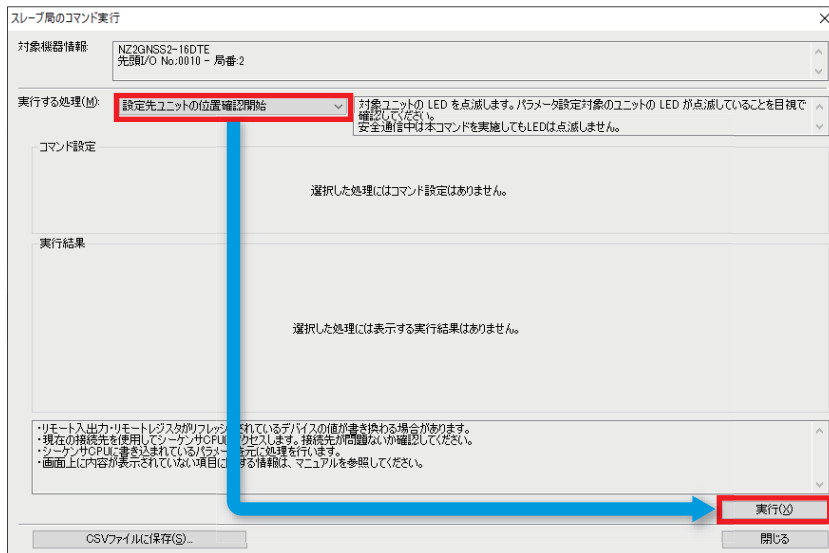 スレーブ局のコマンド実行
対象機器情報:
NZ2GNSS2-16DTE
先頭I/O No:0010 - 局番:2
実行する処理(M):
設定先ユニットの位置確認開始
対象ユニットの LED を点滅します。パラメータ設定対象のユニットの LED が点滅していることを目視で
確認してください。
安全通信中は本コマンドを実施してもLEDは点滅しません。
コマンド設定
選択した処理にはコマンド設定はありません。
実行結果
選択した処理には表示する実行結果はありません。
・リモート入出力・リモートレジスタがリフレッシ されているデバイスの値が書き換わる場合があります。
・現在の接続先を使用してシーケンサCPUに クセスします。接続先が問題ないか確認してください。
・シーケンサCPUに書き込まれているパラメー を元に処理を行います。
・画面上に内容が表示されていない項目に する情報は、マニュアルを参照してください。
実行(X)
CSVファイルに保存(S)...
閉じる